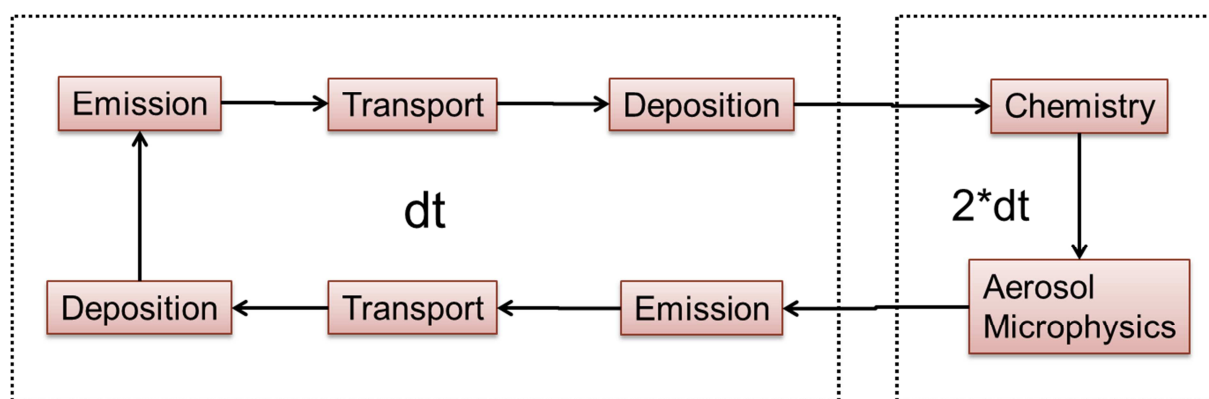 Emission
Transport
Deposition
Chemistry
dt
2*dt
Deposition
Transport
Emission
Aerosol
Microphysics